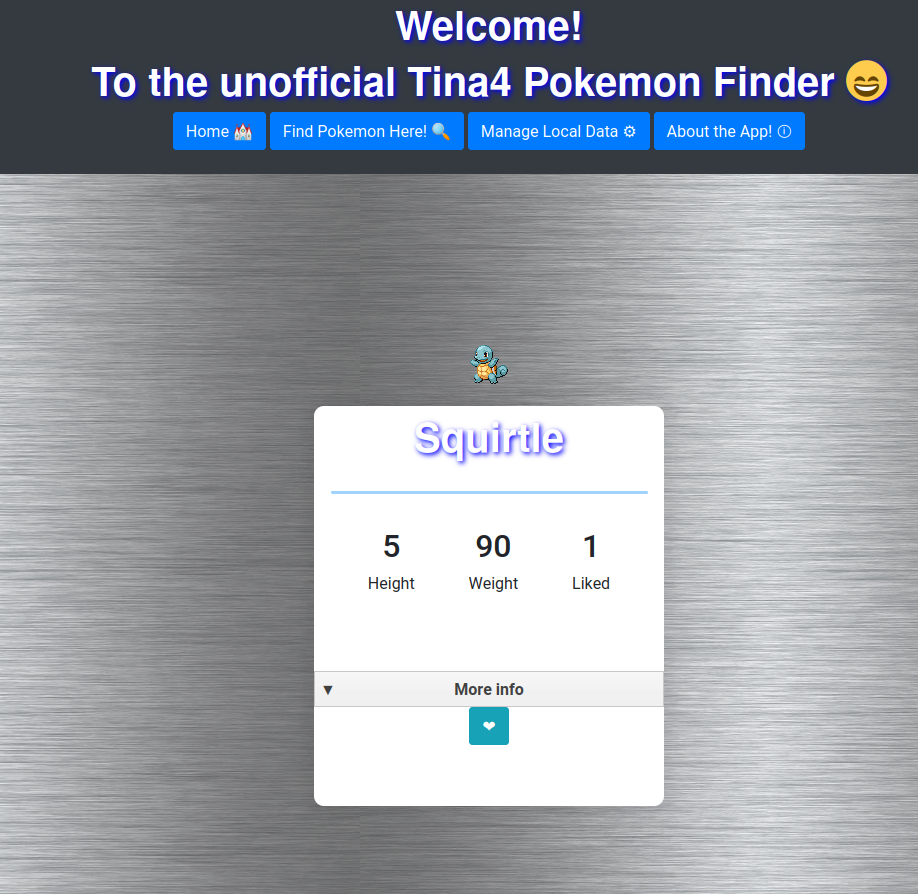 Welcome!
To the unofficial Tina4 Pokemon Finder 😄
Home 🏰 Find Pokemon Here! 🔍 Manage Local Data ⚙ About the App! ⓘ
Squirtle
5 90 1
Height Weight Liked
▼ More info
❤